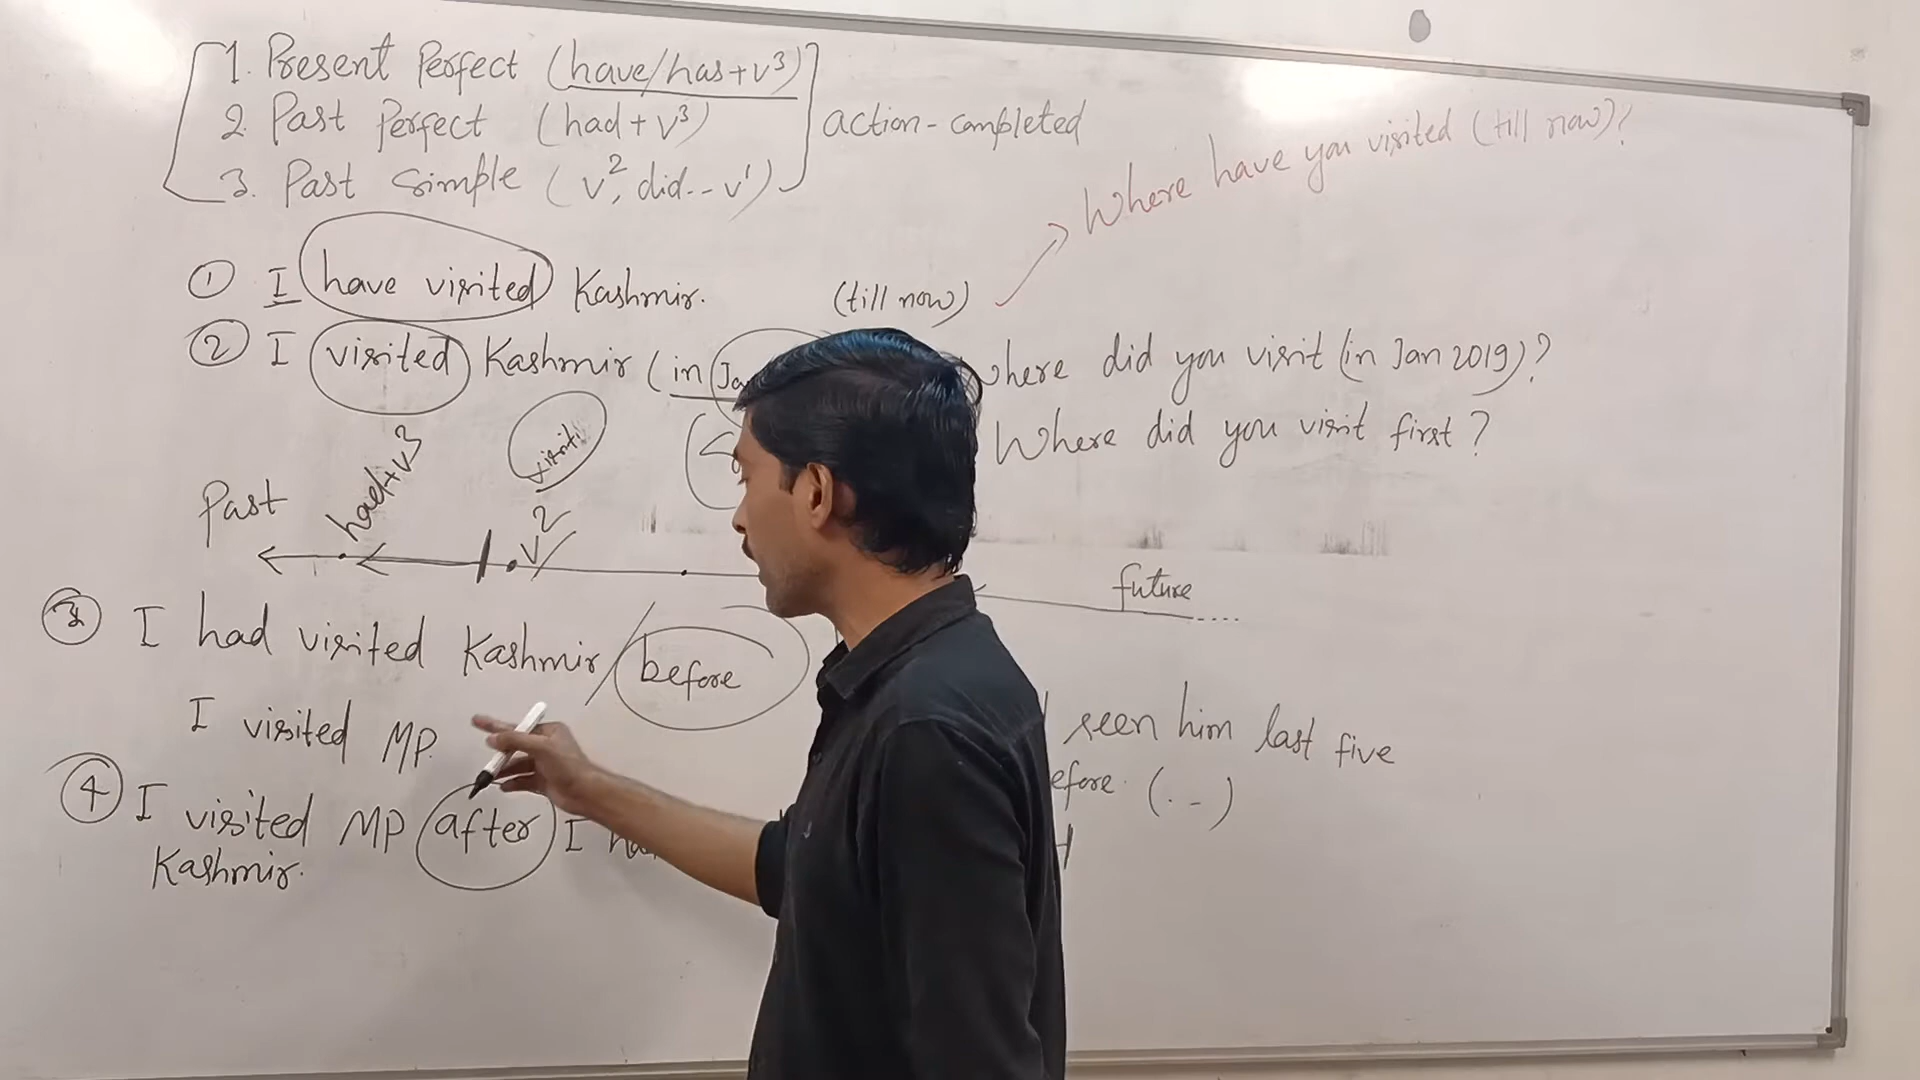 1. Present Perfect (have/has+v3)
2. Past Perfect (had+v3)
3. Past Simple (v2, did-- v1)
action-completed
Where have you visited (till now)?
① I have visited Kashmir. (till now)
② I visited Kashmir (in
Where did you visit (in Jan 2019)?
Where did you visit first?
Past
had+v3
v2
future
③ I had visited Kashmir/before
I visited MP.
seen him last five
④ I visited MP after I
Kashmir.